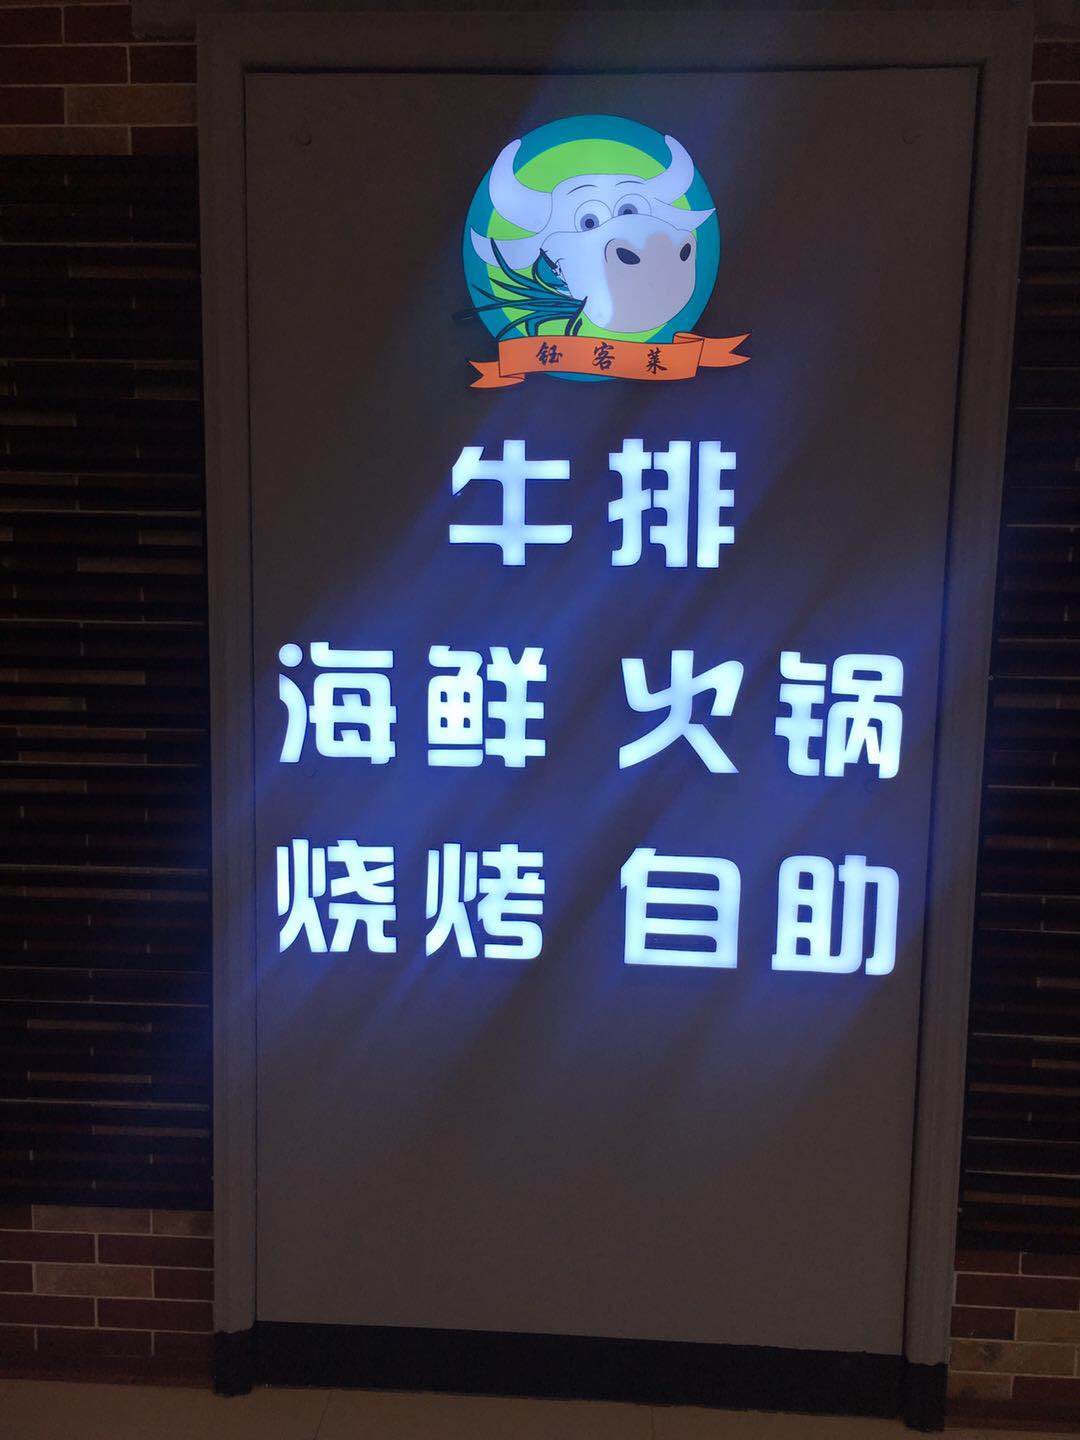 钰客莱
牛排
海鲜 火锅
烧烤 自助